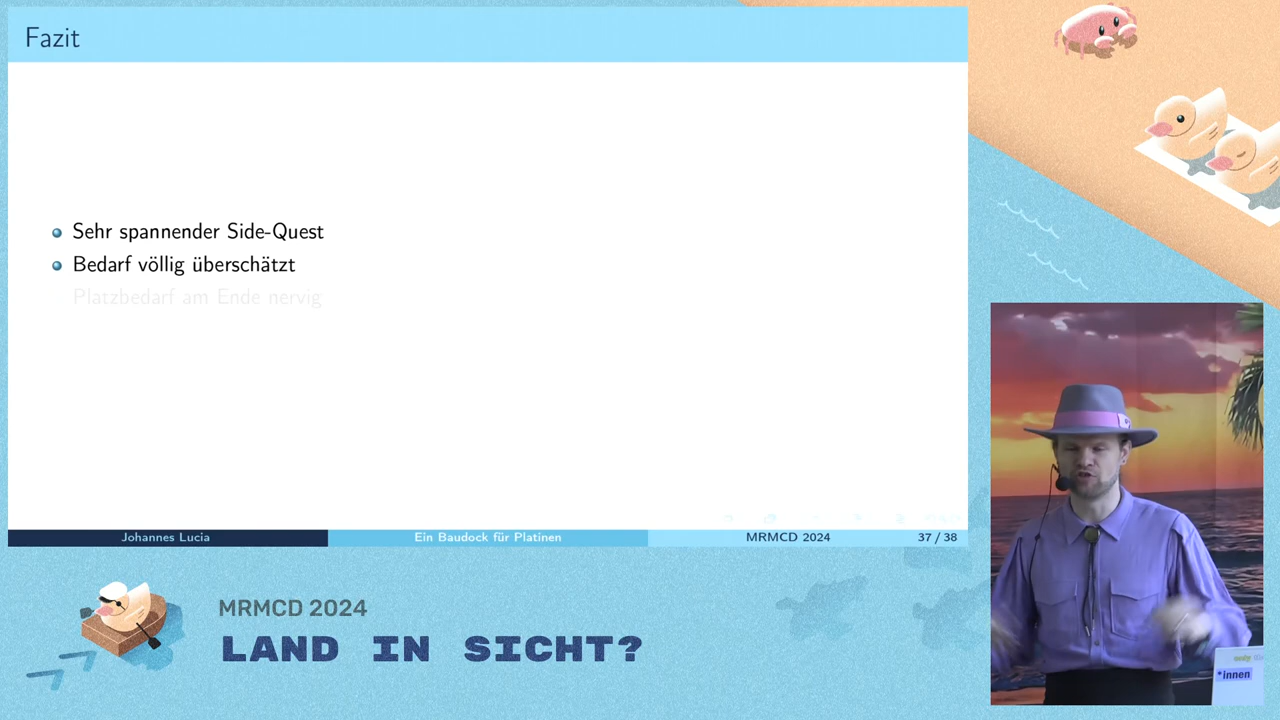 Fazit
Sehr spannender Side-Quest
Bedarf völlig überschätzt
Platzbedarf am Ende nervig
Johannes Lucia
Ein Baudock für Platinen
MRMCD 2024
37 / 38
MRMCD 2024
LAND IN SICHT?
*innen